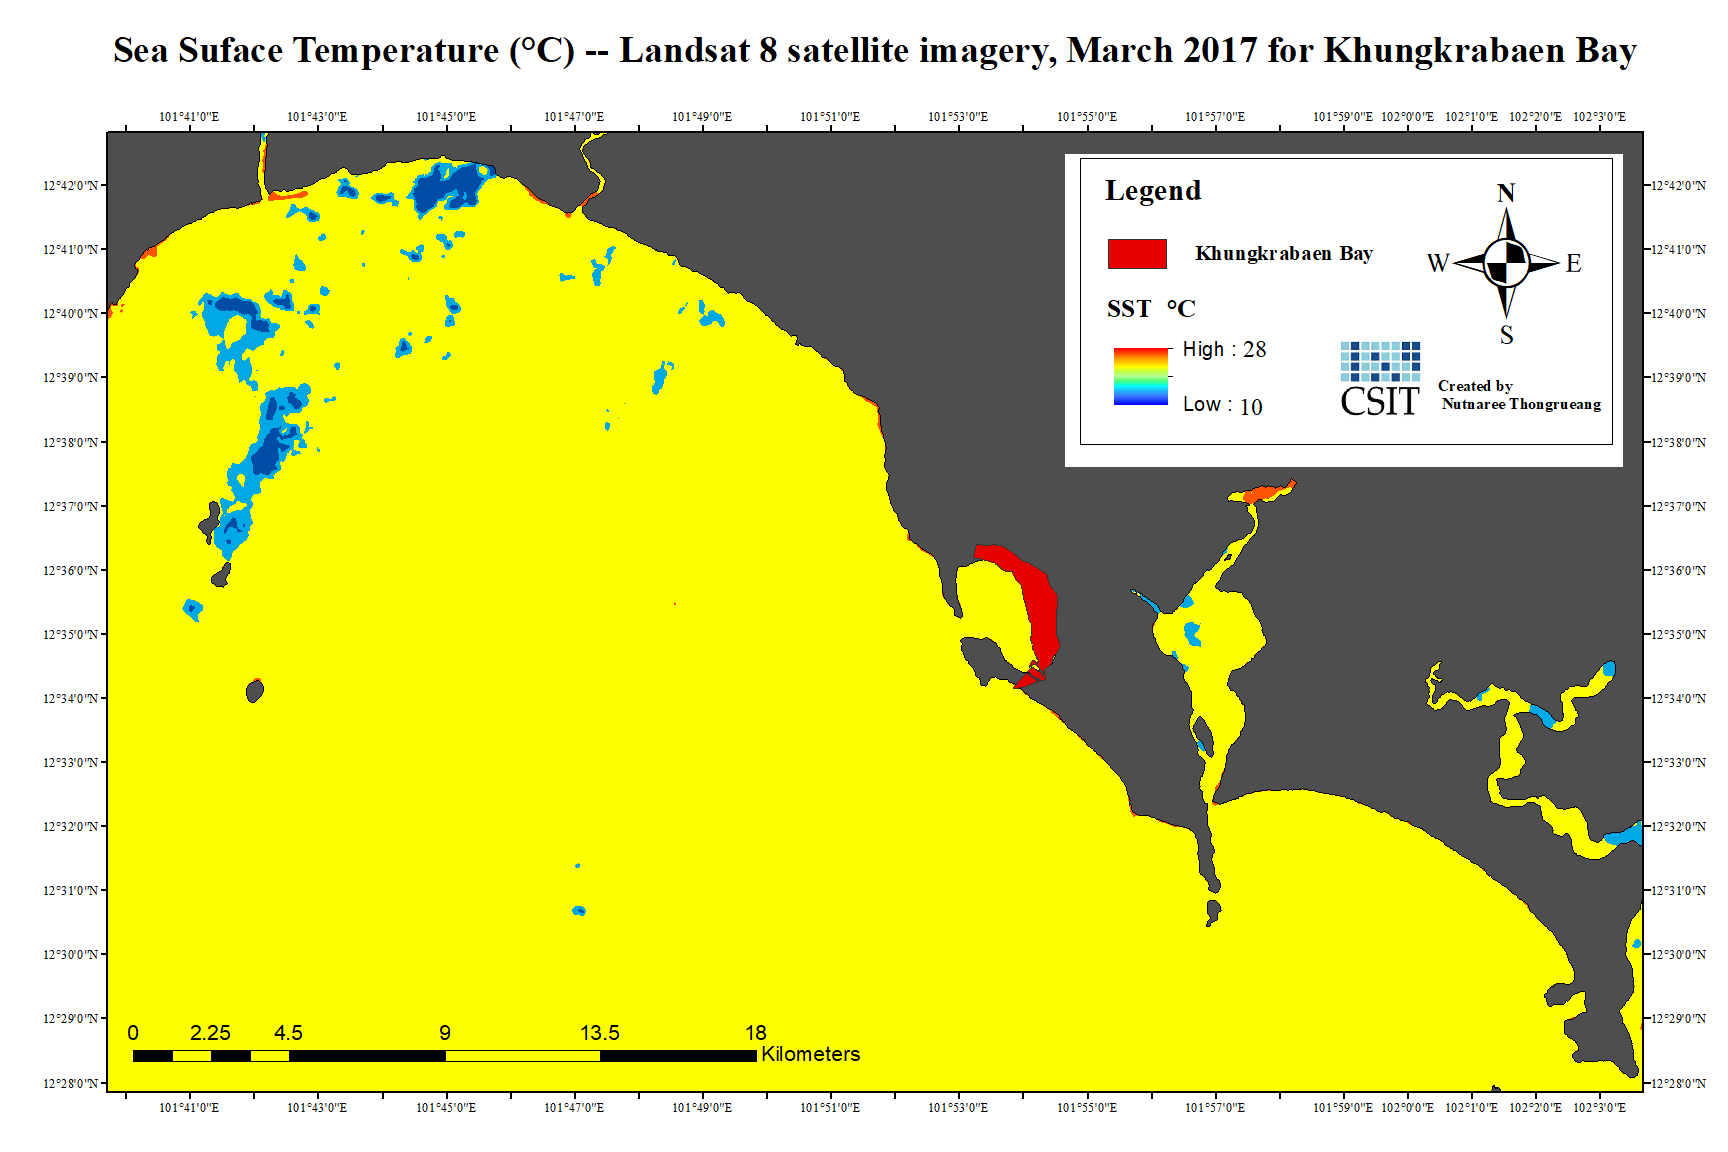 Sea Suface Temperature (°C) -- Landsat 8 satellite imagery, March 2017 for Khungkrabaen Bay
101°41'0"E 101°43'0"E 101°45'0"E 101°47'0"E 101°49'0"E 101°51'0"E 101°53'0"E 101°55'0"E 101°57'0"E 101°59'0"E 102°0'0"E 102°1'0"E 102°2'0"E 102°3'0"E
12°42'0"N 12°42'0"N
12°41'0"N 12°41'0"N
12°40'0"N 12°40'0"N
12°39'0"N 12°39'0"N
12°38'0"N 12°38'0"N
12°37'0"N 12°37'0"N
12°36'0"N 12°36'0"N
12°35'0"N 12°35'0"N
12°34'0"N 12°34'0"N
12°33'0"N 12°33'0"N
12°32'0"N 12°32'0"N
12°31'0"N 12°31'0"N
12°30'0"N 12°30'0"N
12°29'0"N 12°29'0"N
12°28'0"N 12°28'0"N
Legend
Khungkrabaen Bay
SST °C
High : 28
Low : 10
N
W E
S
CSIT
Created by
Nutnaree Thongrueang
0 2.25 4.5 9 13.5 18
Kilometers
101°41'0"E 101°43'0"E 101°45'0"E 101°47'0"E 101°49'0"E 101°51'0"E 101°53'0"E 101°55'0"E 101°57'0"E 101°59'0"E 102°0'0"E 102°1'0"E 102°2'0"E 102°3'0"E